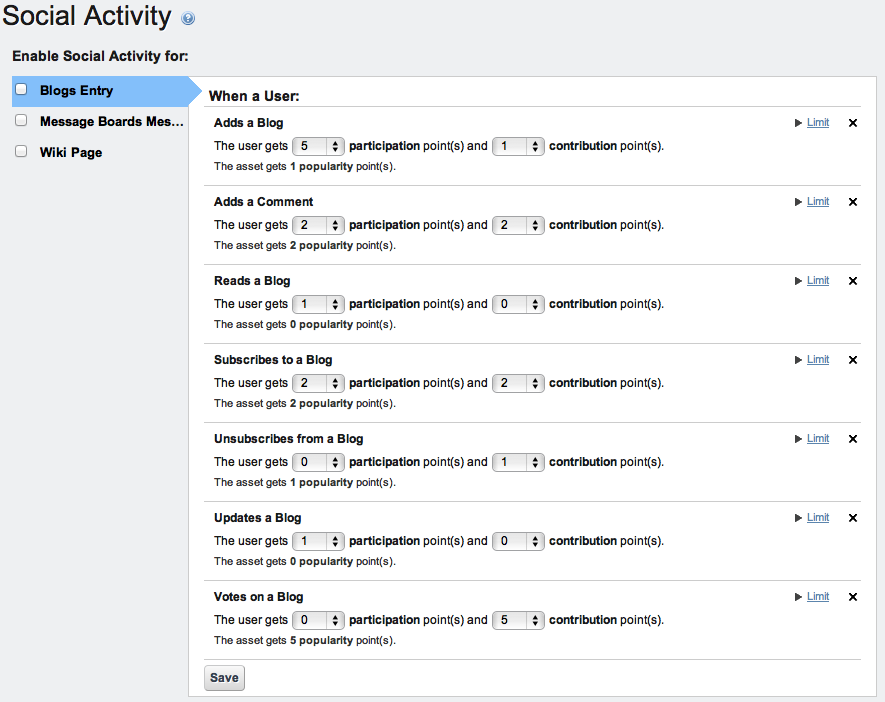 Social Activity
Enable Social Activity for:
Blogs Entry
Message Boards Mes...
Wiki Page
When a User:
Adds a Blog Limit
The user gets 5 participation point(s) and 1 contribution point(s).
The asset gets 1 popularity point(s).
Adds a Comment Limit
The user gets 2 participation point(s) and 2 contribution point(s).
The asset gets 2 popularity point(s).
Reads a Blog Limit
The user gets 1 participation point(s) and 0 contribution point(s).
The asset gets 0 popularity point(s).
Subscribes to a Blog Limit
The user gets 2 participation point(s) and 2 contribution point(s).
The asset gets 2 popularity point(s).
Unsubscribes from a Blog Limit
The user gets 0 participation point(s) and 1 contribution point(s).
The asset gets 1 popularity point(s).
Updates a Blog Limit
The user gets 1 participation point(s) and 0 contribution point(s).
The asset gets 0 popularity point(s).
Votes on a Blog Limit
The user gets 0 participation point(s) and 5 contribution point(s).
The asset gets 5 popularity point(s).
Save